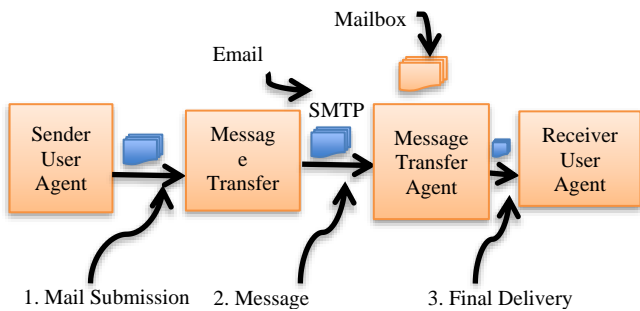 Mailbox
Email
SMTP
Sender
User
Agent
Messag
e
Transfer
Message
Transfer
Agent
Receiver
User
Agent
1. Mail Submission
2. Message
3. Final Delivery